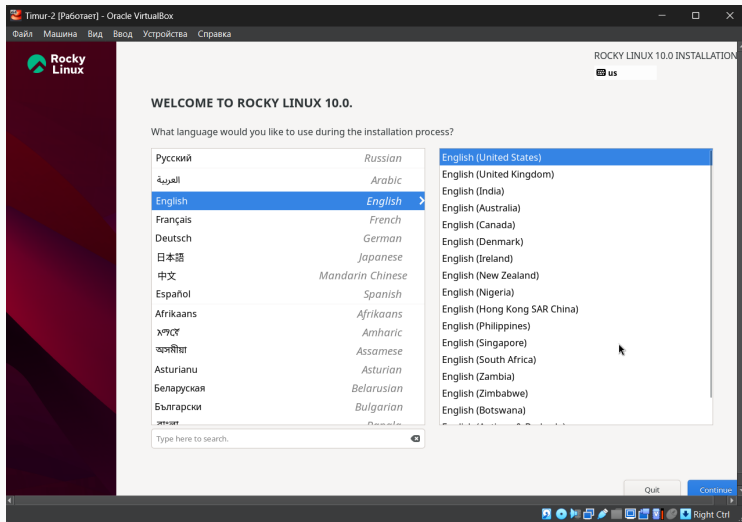 Timur-2 [Работает] - Oracle VirtualBox
Файл Машина Вид Ввод Устройства Справка
Rocky Linux
ROCKY LINUX 10.0 INSTALLATION
us
WELCOME TO ROCKY LINUX 10.0.
What language would you like to use during the installation process?
Русский Russian
العربية Arabic
English English
Français French
Deutsch German
日本語 Japanese
中文 Mandarin Chinese
Español Spanish
Afrikaans Afrikaans
አማርኛ Amharic
অসমীয়া Assamese
Asturianu Asturian
Беларуская Belarusian
Български Bulgarian
English (United States)
English (United Kingdom)
English (India)
English (Australia)
English (Canada)
English (Denmark)
English (Ireland)
English (New Zealand)
English (Nigeria)
English (Hong Kong SAR China)
English (Philippines)
English (Singapore)
English (South Africa)
English (Zambia)
English (Zimbabwe)
English (Botswana)
Type here to search.
Quit Continue
Right Ctrl